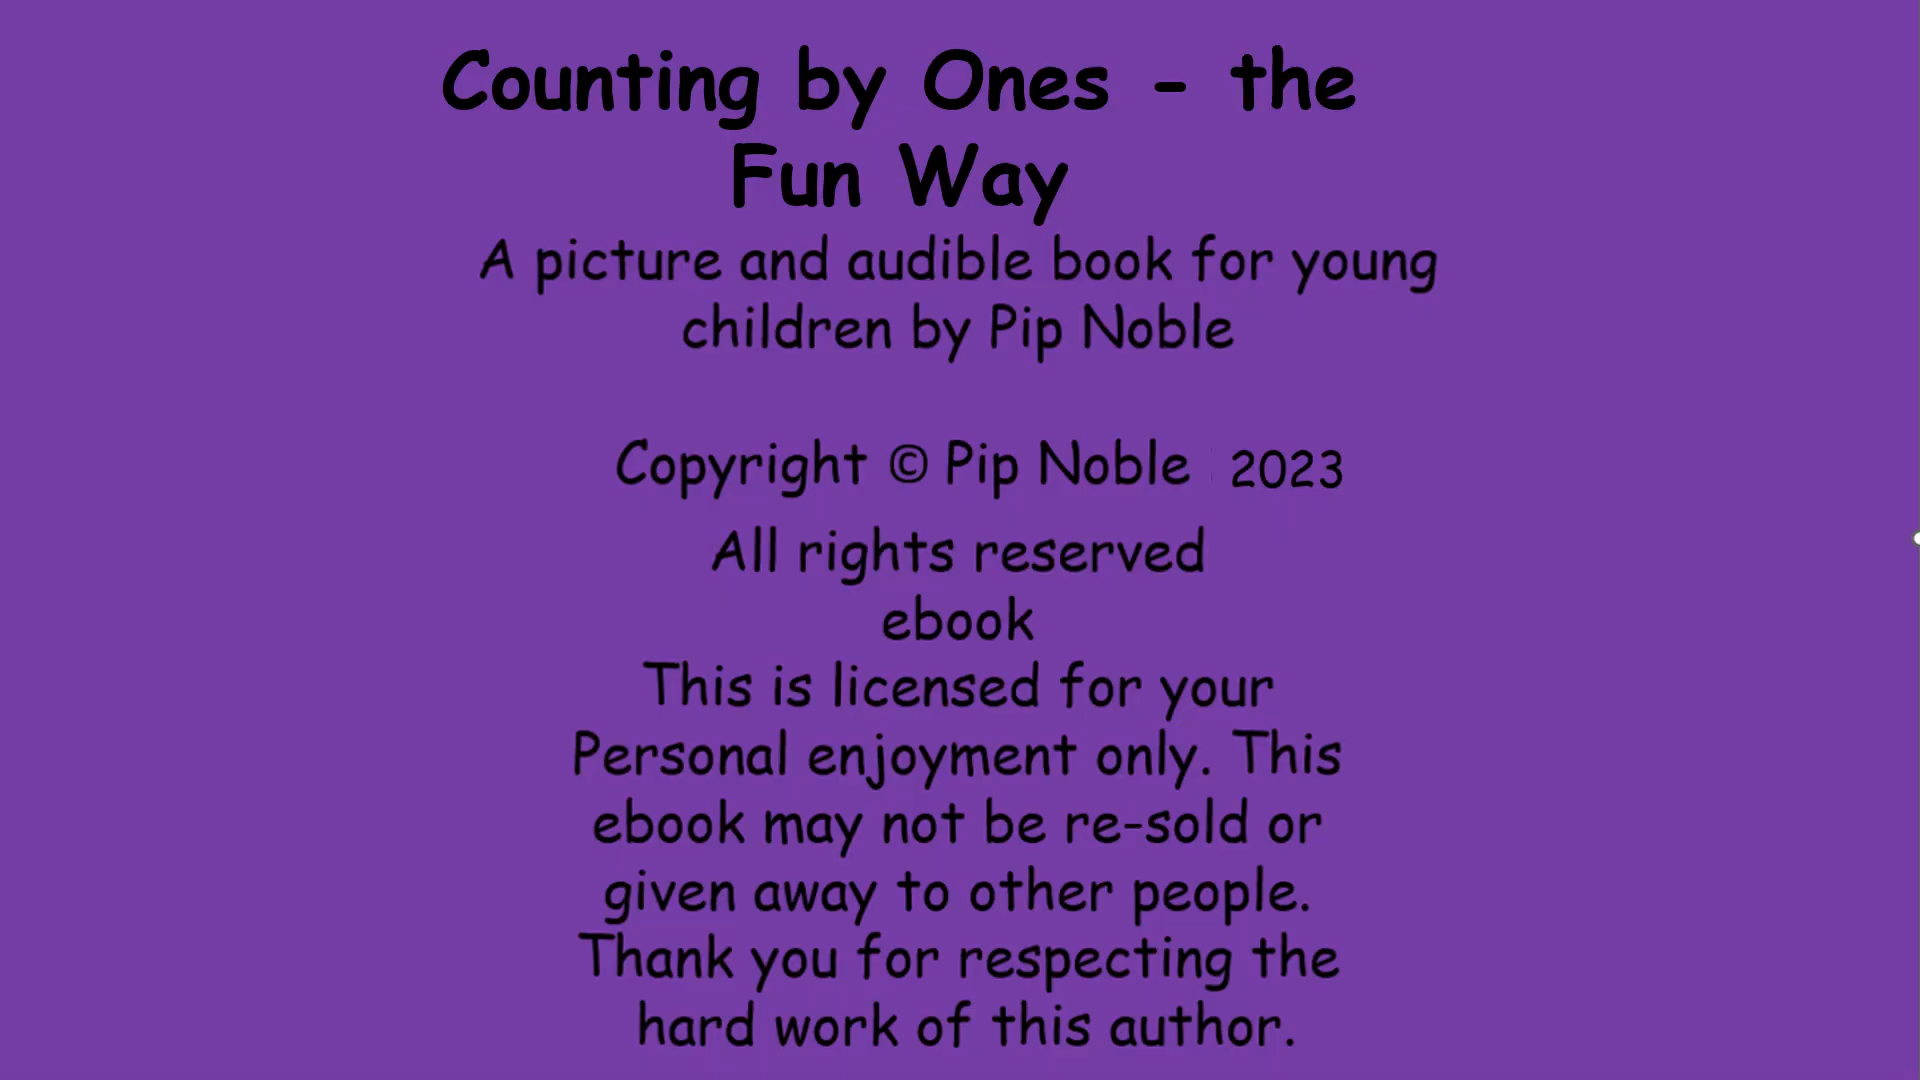 Counting by Ones - the
Fun Way
A picture and audible book for young
children by Pip Noble
Copyright © Pip Noble 2023
All rights reserved
ebook
This is licensed for your
Personal enjoyment only. This
ebook may not be re-sold or
given away to other people.
Thank you for respecting the
hard work of this author.